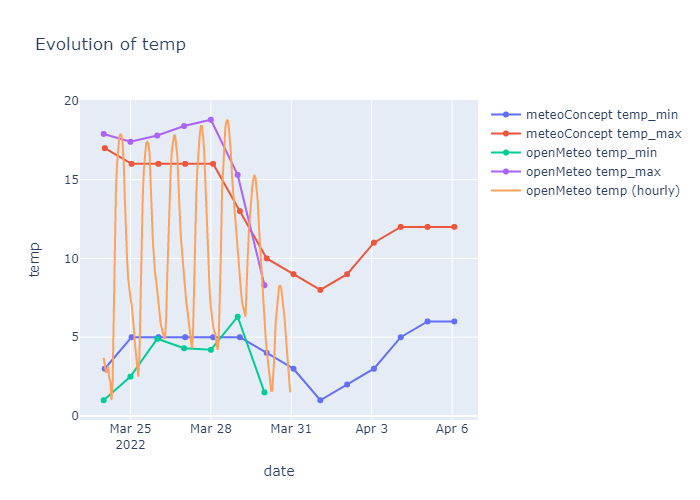 Evolution of temp
20
15
10
5
0
temp
Mar 25
2022
Mar 28
Mar 31
Apr 3
Apr 6
date
meteoConcept temp_min
meteoConcept temp_max
openMeteo temp_min
openMeteo temp_max
openMeteo temp (hourly)